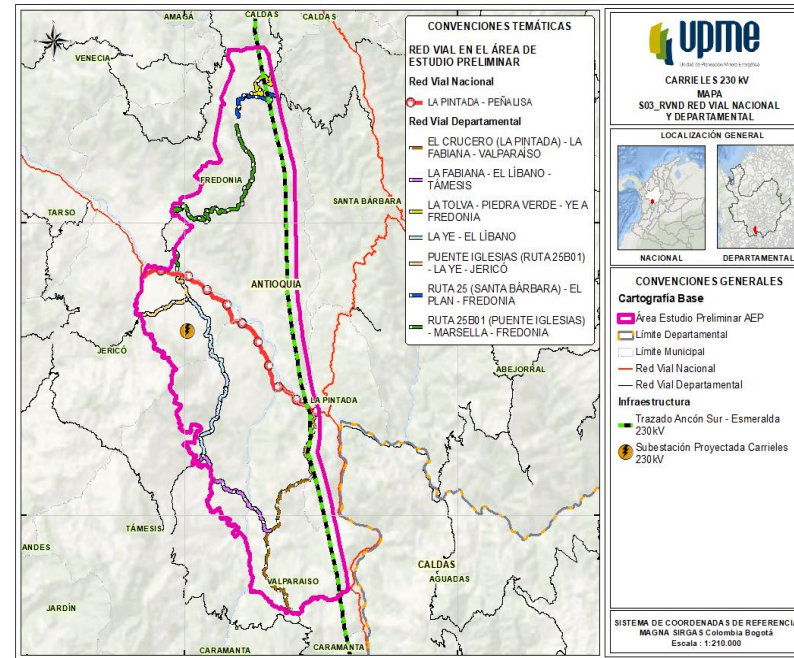 AMAGÁ
CALDAS
CALDAS
VENECIA
FREDONIA
SANTA BÁRBARA
TARSO
ANTIOQUIA
JERICÓ
ABEJORRAL
LA PINTADA
TÁMESIS
ANDES
CALDAS
AGUADAS
VALPARAISO
JARDÍN
CARAMANTA
CARAMANTA
CONVENCIONES TEMÁTICAS
RED VIAL EN EL ÁREA DE
ESTUDIO PRELIMINAR
Red Vial Nacional
LA PINTADA - PEÑALISA
Red Vial Departamental
EL CRUCERO (LA PINTADA) - LA
FABIANA - VALPARAÍSO
LA FABIANA - EL LÍBANO -
TÁMESIS
LA TOLVA - PIEDRA VERDE - YE A
FREDONIA
LA YE - EL LÍBANO
PUENTE IGLESIAS (RUTA 25B01)
- LA YE - JERICÓ
RUTA 25 (SANTA BÁRBARA) - EL
PLAN - FREDONIA
RUTA 25B01 (PUENTE IGLESIAS)
- MARSELLA - FREDONIA
upme
Unidad de Planeación Minero Energética
CARRIELES 230 kV
MAPA
S03_RVND RED VIAL NACIONAL
Y DEPARTAMENTAL
LOCALIZACIÓN GENERAL
NACIONAL
DEPARTAMENTAL
CONVENCIONES GENERALES
Cartografía Base
Área Estudio Preliminar AEP
Límite Departamental
Límite Municipal
Red Vial Nacional
Red Vial Departamental
Infraestructura
Trazado Ancón Sur - Esmeralda
230kV
Subestación Proyectada Carrieles
230kV
SISTEMA DE COORDENADAS DE REFERENCIA
MAGNA SIRGAS Colombia Bogotá
Escala : 1:210.000